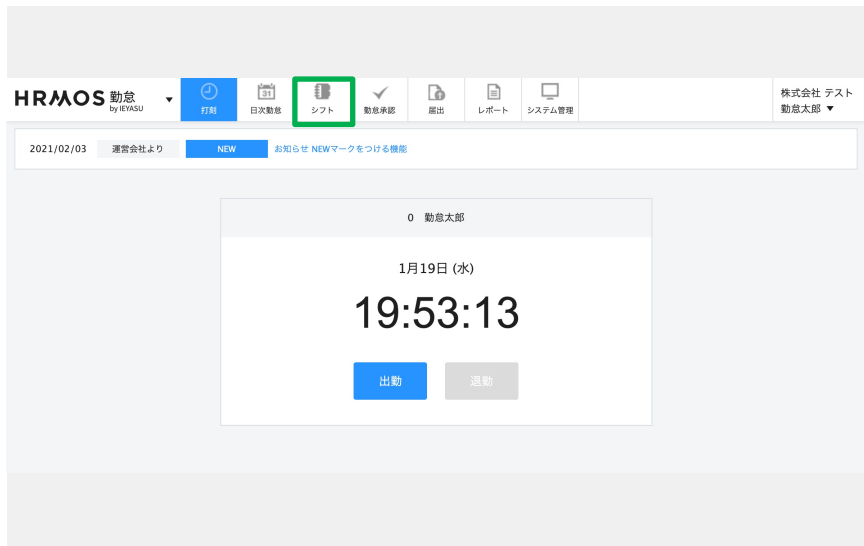 HRMOS 勤怠
by IEYASU
▼
打刻
31
日次勤怠
シフト
勤怠承認
届出
レポート
システム管理
株式会社 テスト
勤怠太郎 ▼
2021/02/03 運営会社より NEW お知らせ NEWマークをつける機能
0 勤怠太郎
1月19日 (水)
19:53:13
出勤 退勤